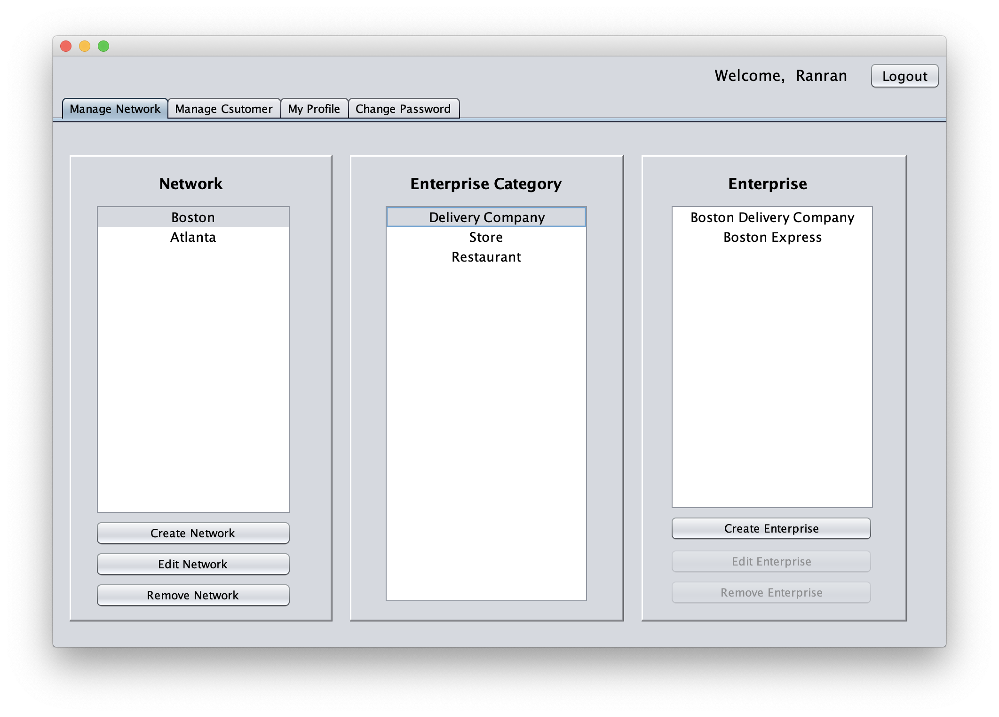 Welcome, Ranran
Logout
Manage Network
Manage Csutomer
My Profile
Change Password
Network
Boston
Atlanta
Create Network
Edit Network
Remove Network
Enterprise Category
Delivery Company
Store
Restaurant
Enterprise
Boston Delivery Company
Boston Express
Create Enterprise
Edit Enterprise
Remove Enterprise